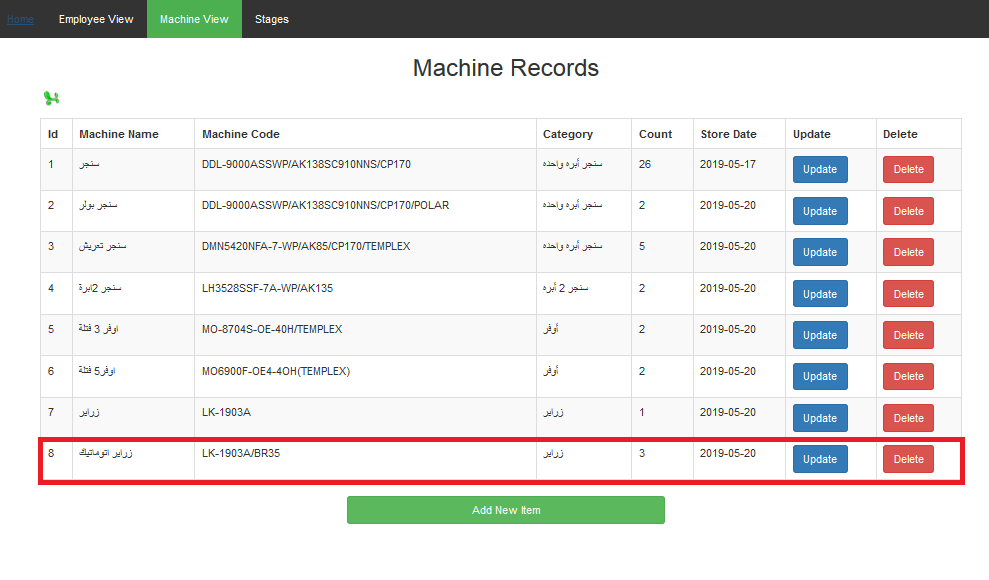 Home Employee View Machine View Stages
Machine Records
Id Machine Name Machine Code Category Count Store Date Update Delete
1 سنجر DDL-9000ASSWP/AK138SC910NNS/CP170 سنجر أبره واحده 26 2019-05-17 Update Delete
2 سنجر بولر DDL-9000ASSWP/AK138SC910NNS/CP170/POLAR سنجر أبره واحده 2 2019-05-20 Update Delete
3 سنجر تعريش DMN5420NFA-7-WP/AK85/CP170/TEMPLEX سنجر أبره واحده 5 2019-05-20 Update Delete
4 سنجر 2ابرة LH3528SSF-7A-WP/AK135 سنجر 2 أبره 2 2019-05-20 Update Delete
5 اوفر 3 فتلة MO-8704S-OE-40H/TEMPLEX أوفر 2 2019-05-20 Update Delete
6 اوفر5 فتلة MO6900F-OE4-4OH(TEMPLEX) أوفر 2 2019-05-20 Update Delete
7 زراير LK-1903A زراير 1 2019-05-20 Update Delete
8 زراير اتوماتيك LK-1903A/BR35 زراير 3 2019-05-20 Update Delete
Add New Item